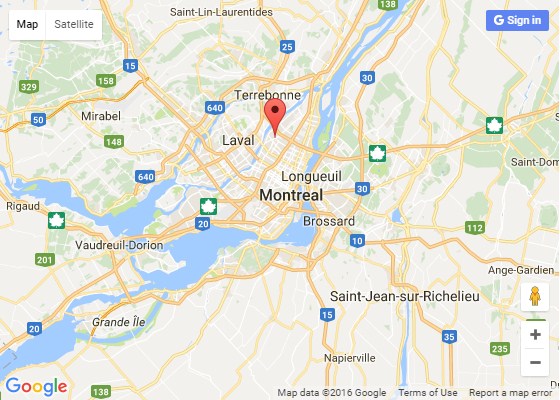 138
Saint-Lin-Laurentides
Map
Satellite
G Sign in
25
158
30
329
Terrebonne
50
Mirabel
640
Laval
148
640
Longueuil
Saint-Dom
Montreal
30
Rigaud
20
Brossard
112
Vaudreuil-Dorion
10
201
Ange-Gardien
Saint-Jean-sur-Richelieu
Grande Île
15
20
35
235
Napierville
Google
138
Map data ©2016 Google
Terms of Use
Report a map error